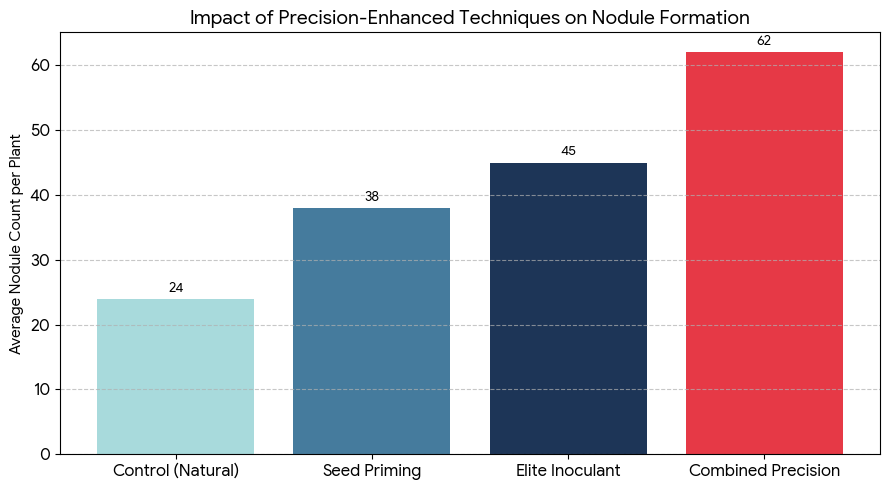 Impact of Precision-Enhanced Techniques on Nodule Formation
Average Nodule Count per Plant
60
50
40
30
20
10
0
24
38
45
62
Control (Natural)
Seed Priming
Elite Inoculant
Combined Precision